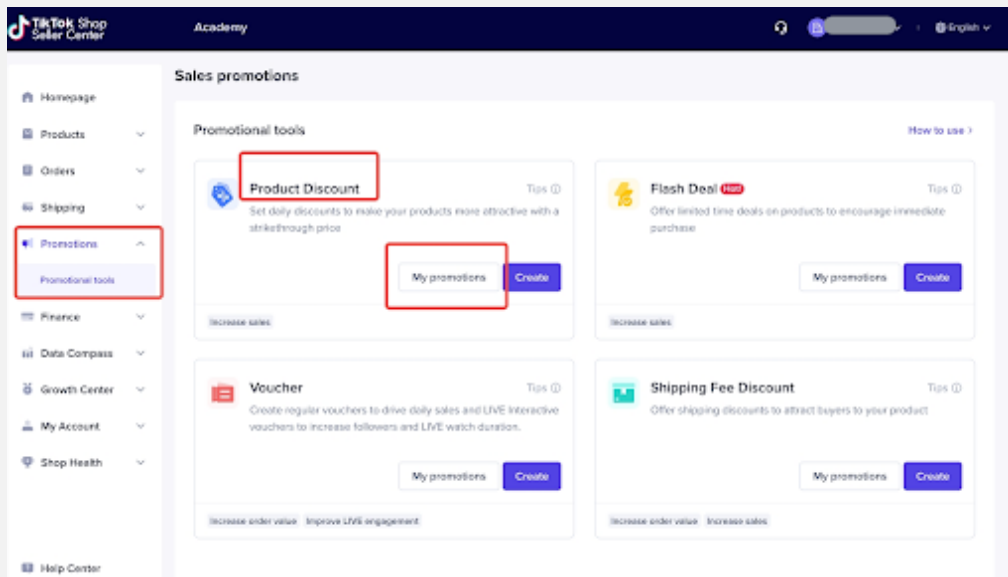 TikTok Shop
Seller Center
Academy
English
Sales promotions
Homepage
Products
Orders
Shipping
Promotions
Promotional tools
Finance
Data Compass
Growth Center
My Account
Shop Health
Help Center
Promotional tools
How to use >
Product Discount
Tips
Set daily discounts to make your products more attractive with a
strikethrough price
My promotions
Create
Increase sales
Flash Deal Hot!
Tips
Offer limited time deals on products to encourage immediate
purchase
My promotions
Create
Increase sales
Voucher
Tips
Create regular vouchers to drive daily sales and LIVE Interactive
vouchers to increase followers and LIVE watch duration.
My promotions
Create
Increase order value Improve LIVE engagement
Shipping Fee Discount
Tips
Offer shipping discounts to attract buyers to your product
My promotions
Create
Increase order value Increase sales